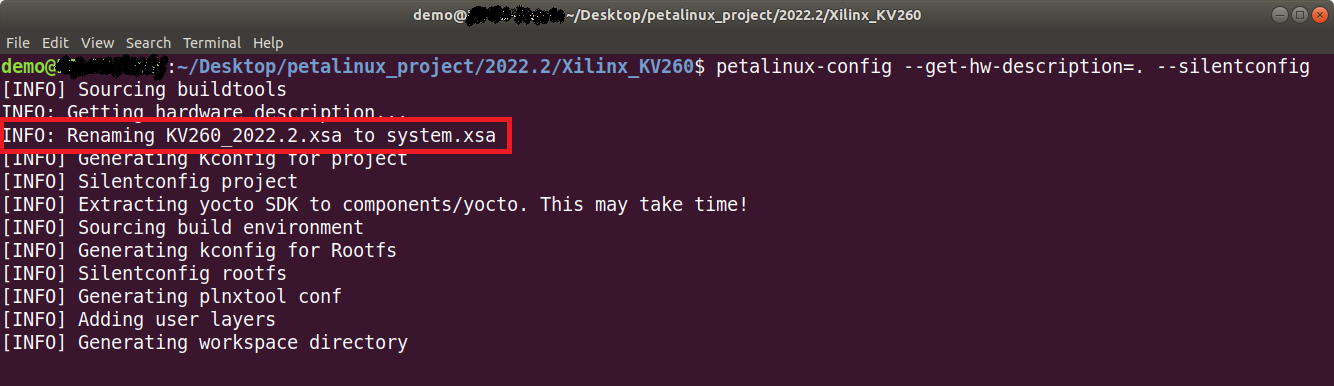 demo@ ~/Desktop/petalinux_project/2022.2/Xilinx_KV260
File Edit View Search Terminal Help
demo@ :~/Desktop/petalinux_project/2022.2/Xilinx_KV260$ petalinux-config --get-hw-description=. --silentconfig
[INFO] Sourcing buildtools
INFO: Getting hardware description...
INFO: Renaming KV260_2022.2.xsa to system.xsa
[INFO] Generating Kconfig for project
[INFO] Silentconfig project
[INFO] Extracting yocto SDK to components/yocto. This may take time!
[INFO] Sourcing build environment
[INFO] Generating kconfig for Rootfs
[INFO] Silentconfig rootfs
[INFO] Generating plnxtool conf
[INFO] Adding user layers
[INFO] Generating workspace directory